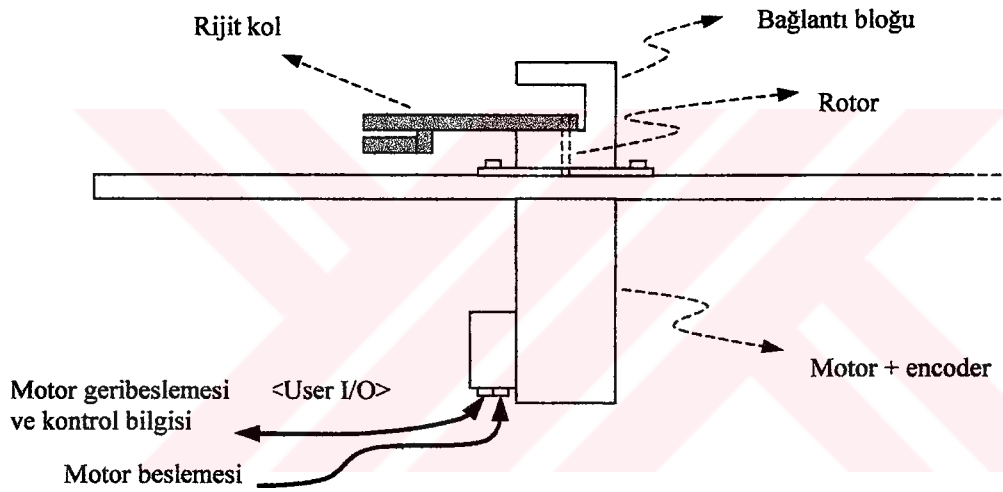 Rijit kol
Bağlantı bloğu
Rotor
Motor + encoder
Motor geribeslemesi <User I/O>
ve kontrol bilgisi
Motor beslemesi